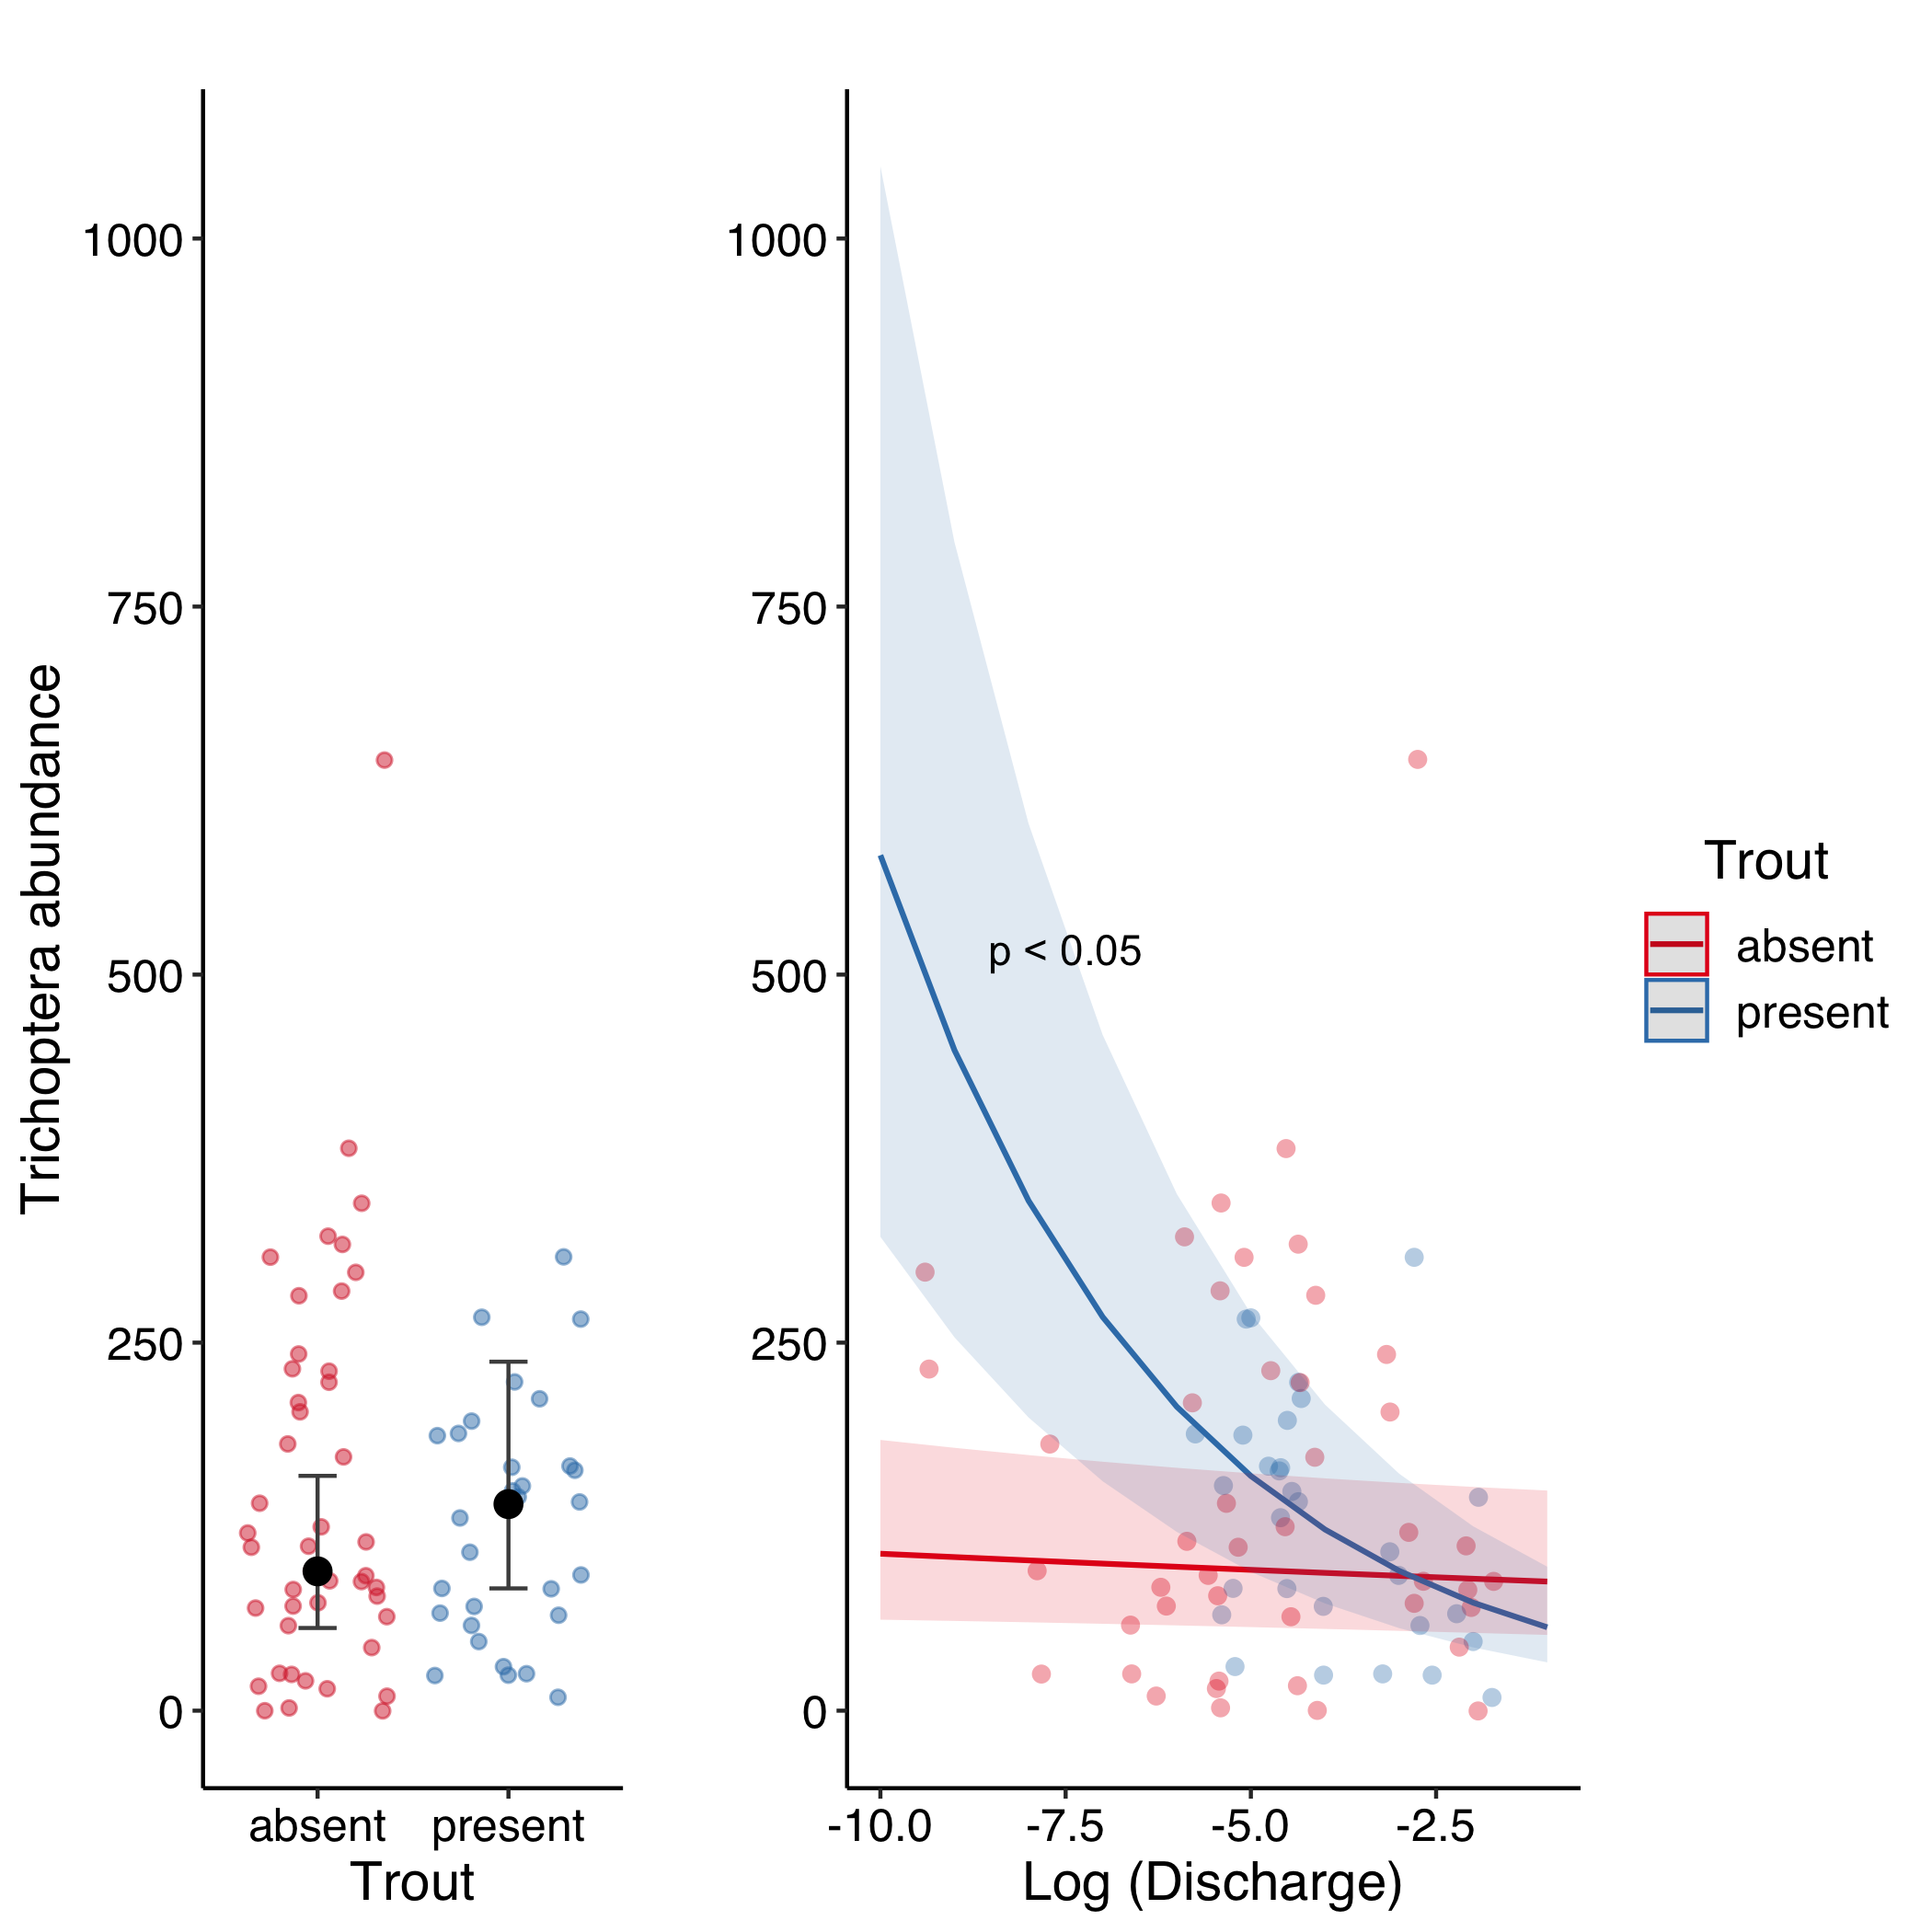 Trichoptera abundance
1000
750
500
250
0
absent present
Trout
1000
750
500
250
0
p < 0.05
-10.0 -7.5 -5.0 -2.5
Log (Discharge)
Trout
absent
present